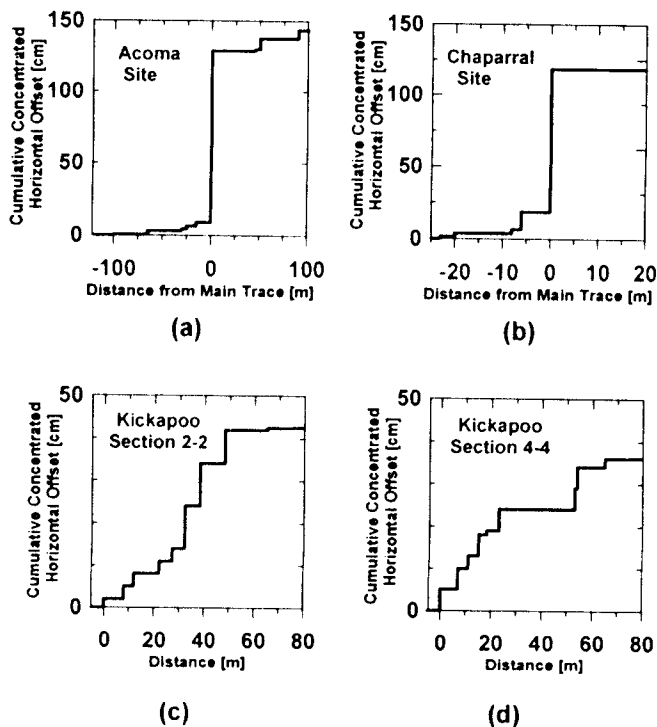 Cumulative Concentrated
Horizontal Offset [cm]
150
100
50
0
Acoma
Site
-100
0
100
Distance from Main Trace [m]
(a)
Cumulative Concentrated
Horizontal Offset [cm]
150
100
50
0
Chaparral
Site
-20
-10
0
10
20
Distance from Main Trace [m]
(b)
Cumulative Concentrated
Horizontal Offset [cm]
50
0
Kickapoo
Section 2-2
0
20
40
60
80
Distance [m]
(c)
Cumulative Concentrated
Horizontal Offset [cm]
50
0
Kickapoo
Section 4-4
0
20
40
60
80
Distance [m]
(d)